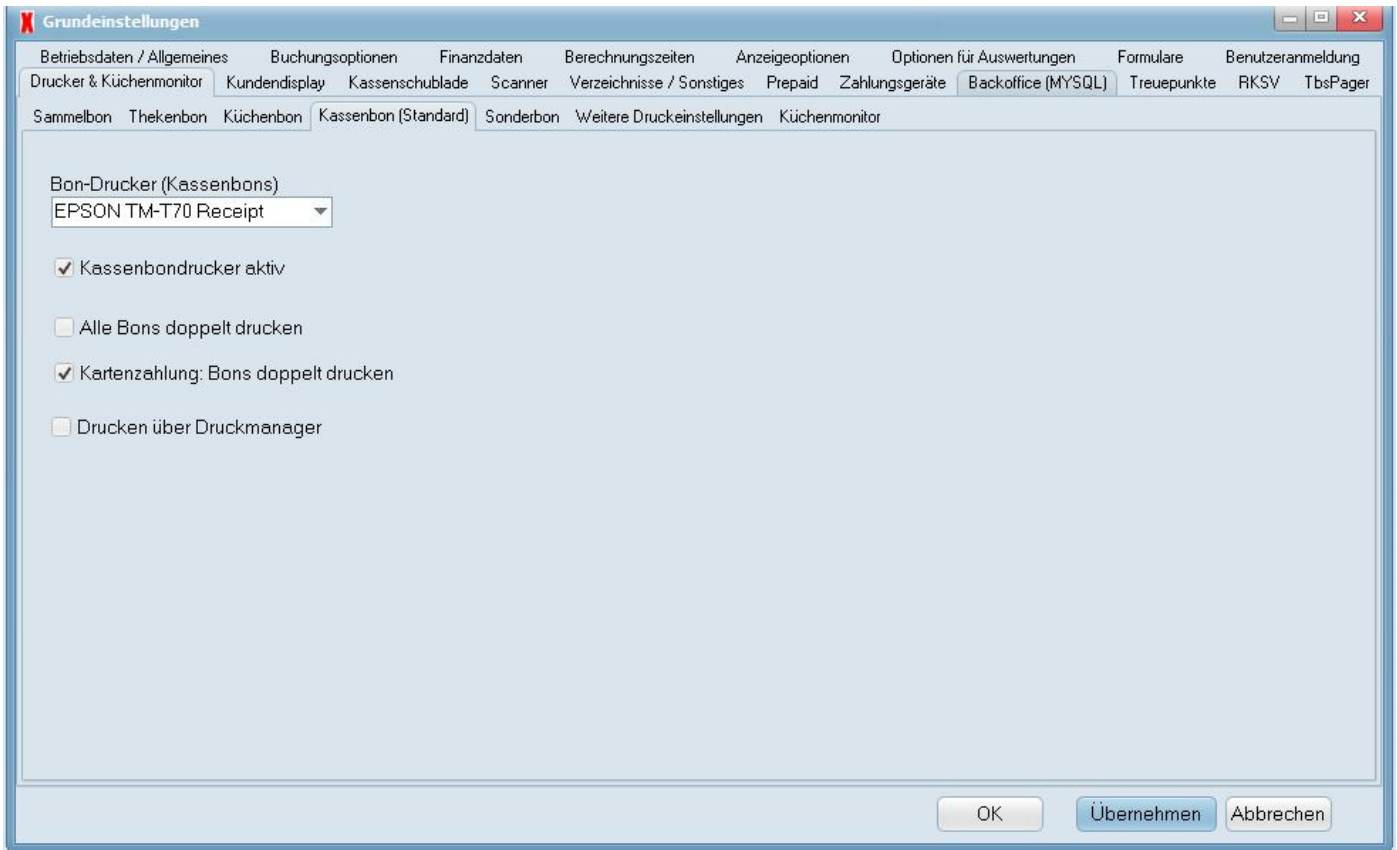 Grundeinstellungen
Betriebsdaten / Allgemeines Buchungsoptionen Finanzdaten Berechnungszeiten Anzeigeoptionen Optionen für Auswertungen Formulare Benutzeranmeldung
Drucker & Küchenmonitor Kundendisplay Kassenschublade Scanner Verzeichnisse / Sonstiges Prepaid Zahlungsgeräte Backoffice (MYSQL) Treuepunkte RKSV TbsPager
Sammelbon Thekenbon Küchenbon Kassenbon (Standard) Sonderbon Weitere Druckeinstellungen Küchenmonitor
Bon-Drucker (Kassenbons)
EPSON TM-T70 Receipt
Kassenbondrucker aktiv
Alle Bons doppelt drucken
Kartenzahlung: Bons doppelt drucken
Drucken über Druckmanager
OK Übernehmen Abbrechen